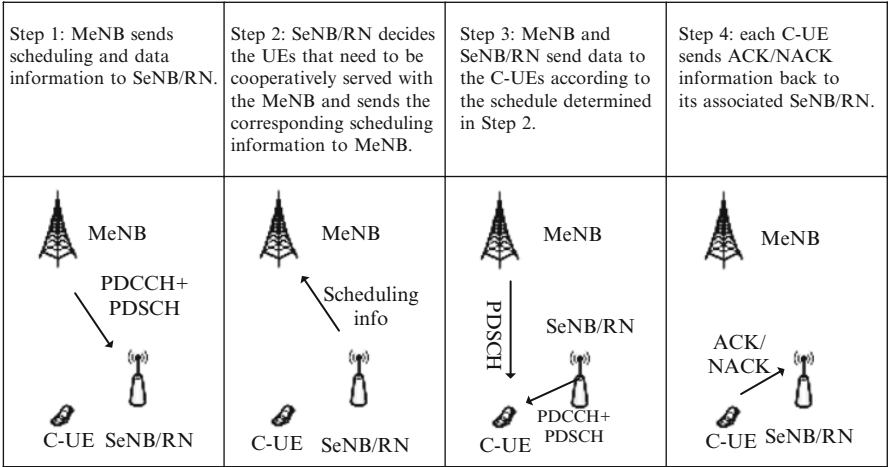 Step 1: MeNB sends
scheduling and data
information to SeNB/RN.
Step 2: SeNB/RN decides
the UEs that need to be
cooperatively served with
the MeNB and sends the
corresponding scheduling
information to MeNB.
Step 3: MeNB and
SeNB/RN send data to
the C-UEs according to
the schedule determined
in Step 2.
Step 4: each C-UE
sends ACK/NACK
information back to
its associated SeNB/RN.
MeNB
PDCCH+
PDSCH
C-UE SeNB/RN
MeNB
Scheduling
info
C-UE SeNB/RN
MeNB
PDSCH
SeNB/RN
PDCCH+
PDSCH
C-UE
MeNB
ACK/
NACK
C-UE SeNB/RN